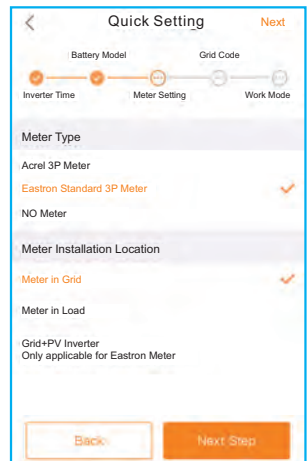 Quick Setting
Next
Battery Model
Grid Code
Inverter Time
Meter Setting
Work Mode
Meter Type
Acrel 3P Meter
Eastron Standard 3P Meter
NO Meter
Meter Installation Location
Meter in Grid
Meter in Load
Grid+PV Inverter
Only applicable for Eastron Meter
Back
Next Step